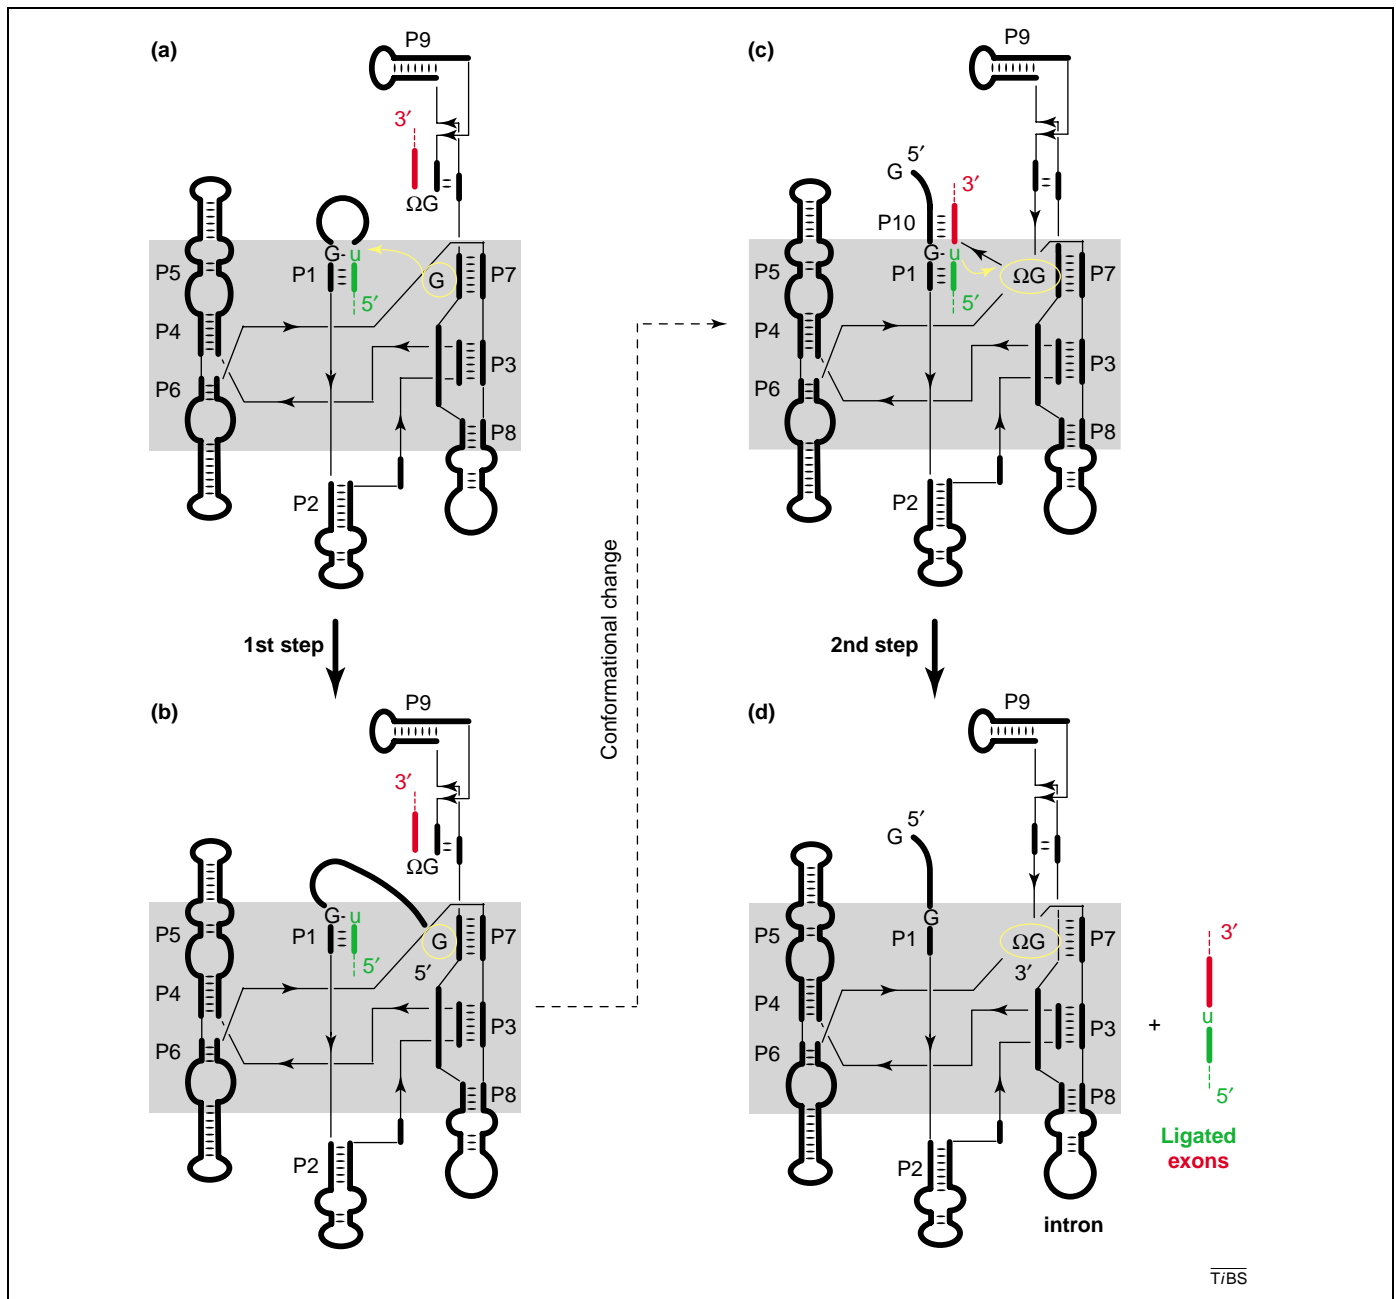 (a)
P9
3′
ΩG
P5
P1
G-u
G
P7
5′
P4
P3
P6
P8
P2
1st step
(b)
P9
3′
ΩG
P5
P1
G-u
G
P7
5′
5′
P4
P3
P6
P8
P2
Conformational change
(c)
P9
G 5′
3′
P10
P5
P1
G-u
ΩG
P7
5′
P4
P3
P6
P8
P2
2nd step
(d)
P9
G 5′
G
P5
P1
ΩG
P7
3′
P4
P3
P6
P8
P2
intron
+
3′
u
5′
Ligated
exons
TiBS